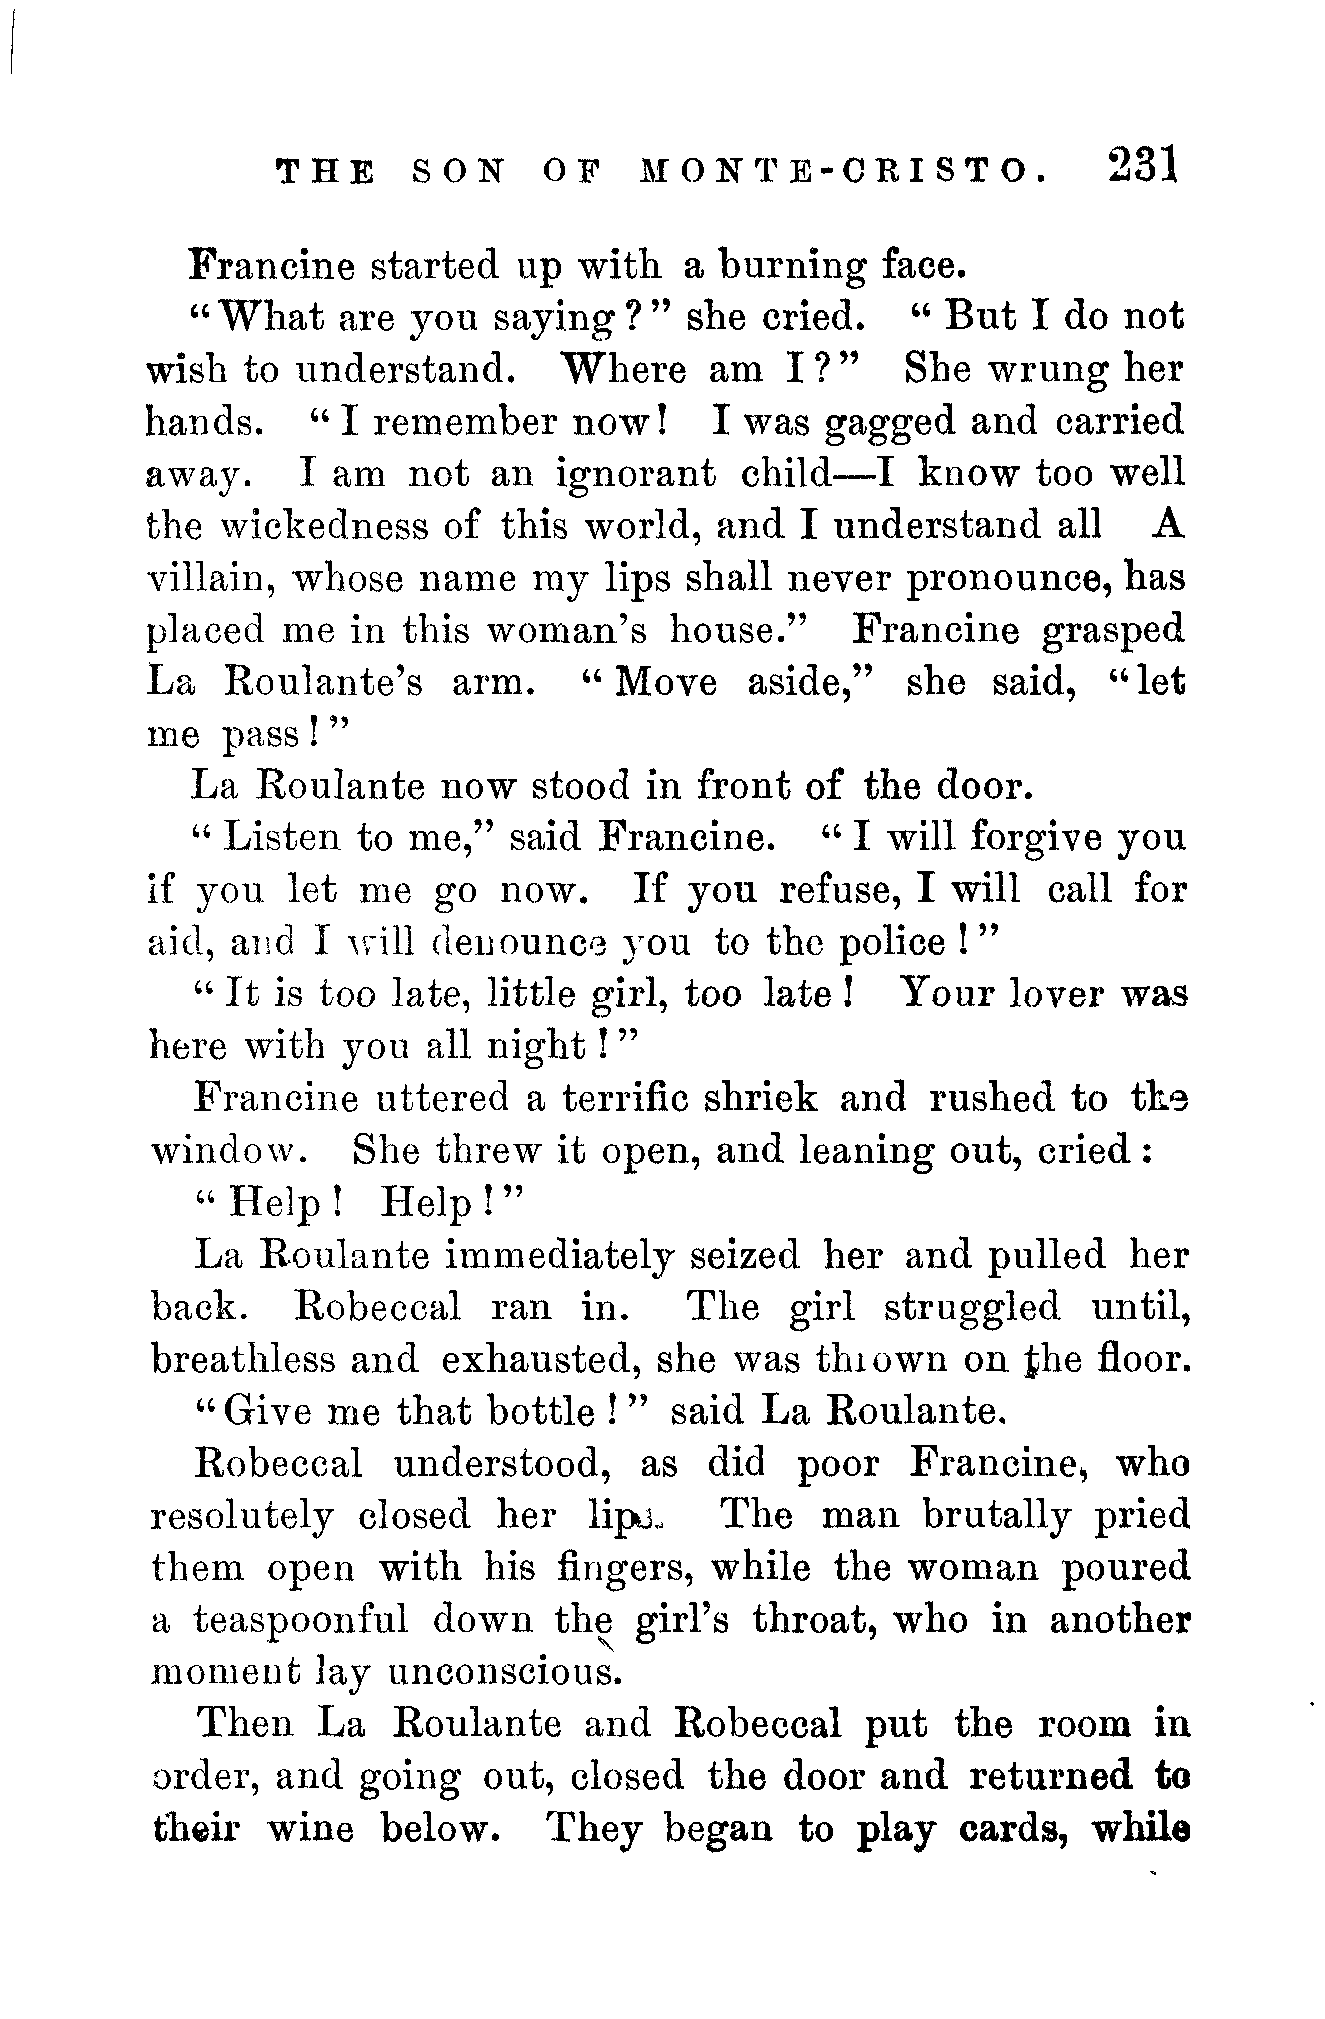 THE SON OF MONTE-CRISTO. 231
Francine started up with a burning face.
"What are you saying?" she cried. "But I do not
wish to understand. Where am I?" She wrung her
hands. "I remember now! I was gagged and carried
away. I am not an ignorant child—I know too well
the wickedness of this world, and I understand all A
villain, whose name my lips shall never pronounce, has
placed me in this woman's house." Francine grasped
La Roulante's arm. "Move aside," she said, "let
me pass!"
La Roulante now stood in front of the door.
"Listen to me," said Francine. "I will forgive you
if you let me go now. If you refuse, I will call for
aid, and I will denounce you to the police!"
"It is too late, little girl, too late! Your lover was
here with you all night!"
Francine uttered a terrific shriek and rushed to the
window. She threw it open, and leaning out, cried:
"Help! Help!"
La Roulante immediately seized her and pulled her
back. Robeccal ran in. The girl struggled until,
breathless and exhausted, she was thrown on the floor.
"Give me that bottle!" said La Roulante.
Robeccal understood, as did poor Francine, who
resolutely closed her lips. The man brutally pried
them open with his fingers, while the woman poured
a teaspoonful down the girl's throat, who in another
moment lay unconscious.
Then La Roulante and Robeccal put the room in
order, and going out, closed the door and returned to
their wine below. They began to play cards, while